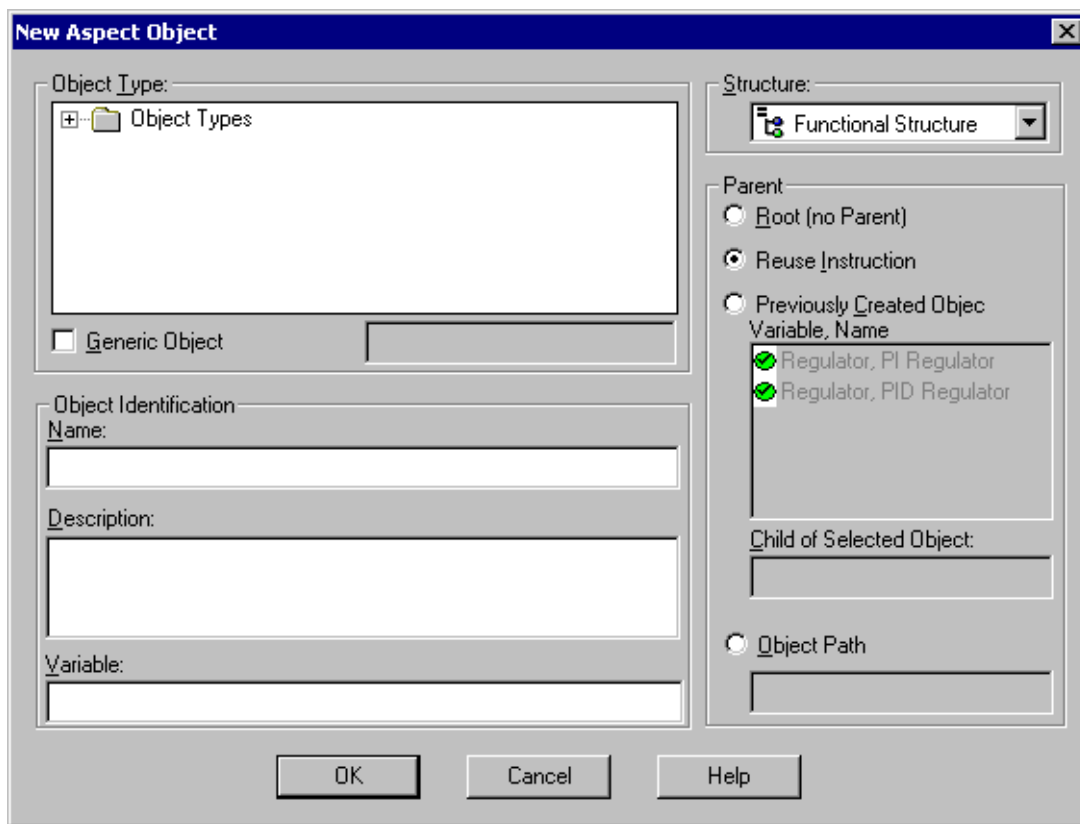 New Aspect Object
Object Type:
Object Types
Generic Object
Object Identification
Name:
Description:
Variable:
Structure:
Functional Structure
Parent
Root (no Parent)
Reuse Instruction
Previously Created Objec
Variable, Name
Regulator, PI Regulator
Regulator, PID Regulator
Child of Selected Object:
Object Path
OK
Cancel
Help